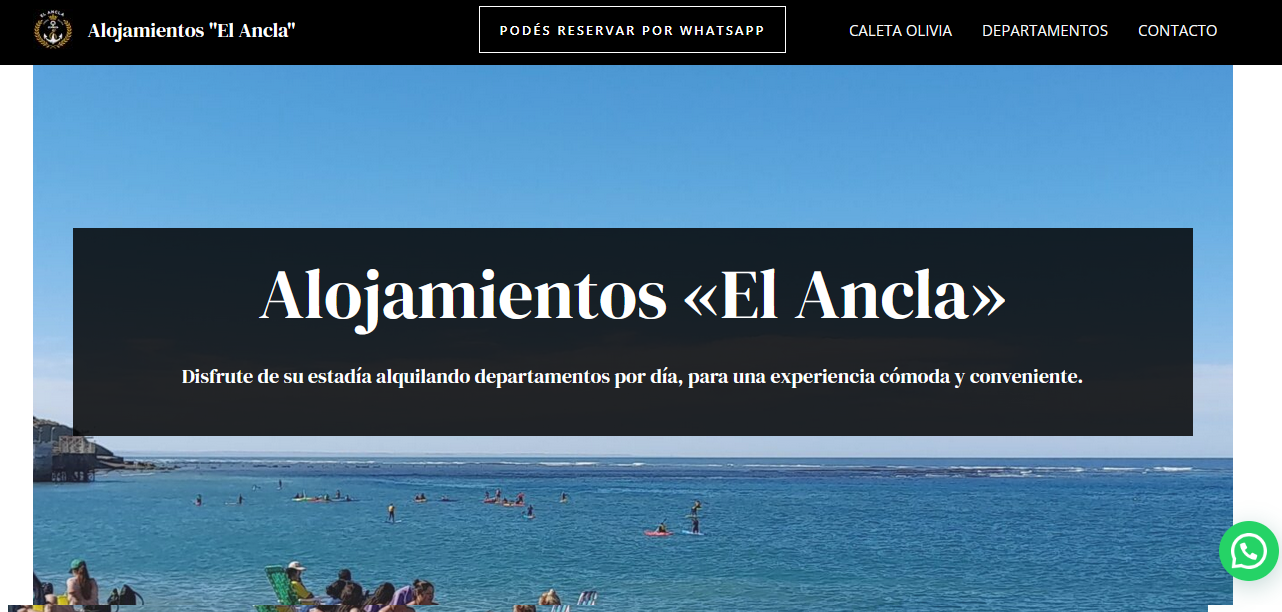 EL ANCLA
Alojamientos "El Ancla"
PODÉS RESERVAR POR WHATSAPP
CALETA OLIVIA
DEPARTAMENTOS
CONTACTO
Alojamientos «El Ancla»
Disfrute de su estadía alquilando departamentos por día, para una experiencia cómoda y conveniente.